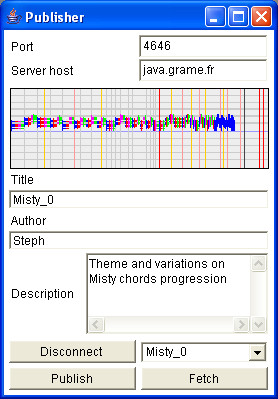 Publisher
Port 4646
Server host java.grame.fr
Title
Misty_0
Author
Steph
Description Theme and variations on
Misty chords progression
Disconnect Misty_0
Publish Fetch